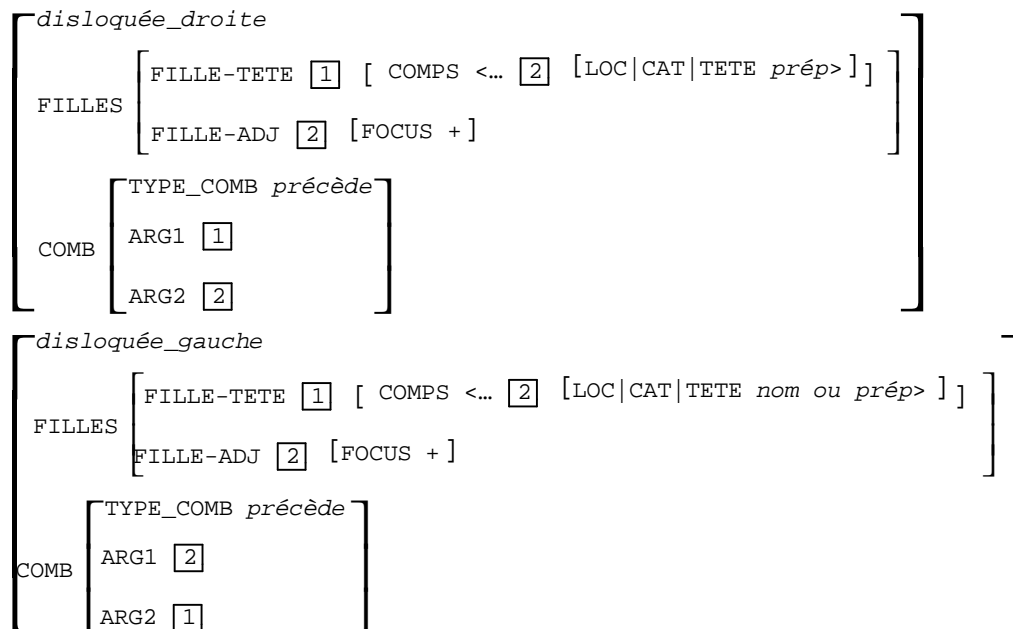 disloquée_droite
FILLE-TETE 1 [ COMPS <… 2 [LOC|CAT|TETE prép> ] ]
FILLES
FILLE-ADJ 2 [FOCUS +]
TYPE_COMB précède
ARG1 1
COMB
ARG2 2
disloquée_gauche
FILLE-TETE 1 [ COMPS <… 2 [LOC|CAT|TETE nom ou prép> ] ]
FILLES
FILLE-ADJ 2 [FOCUS +]
TYPE_COMB précède
ARG1 2
COMB
ARG2 1